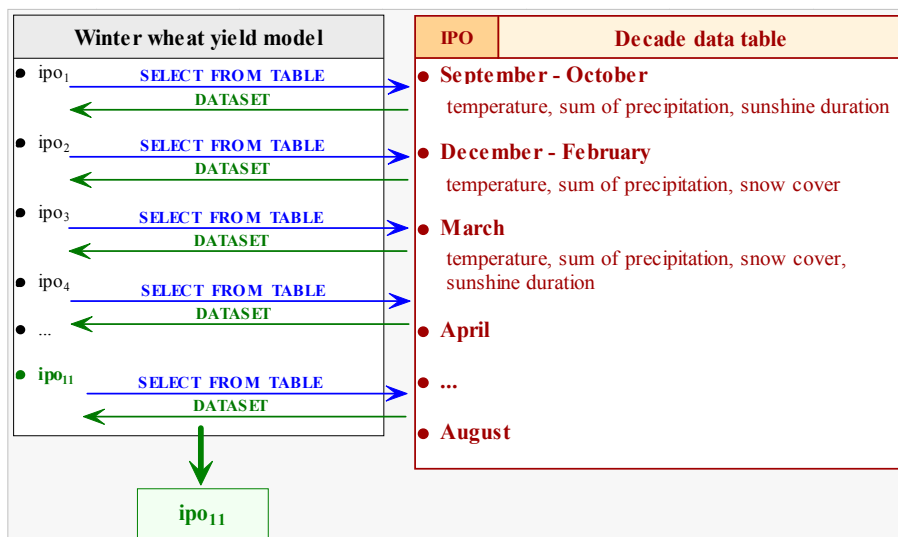 Winter wheat yield model
IPO
Decade data table
ipo₁
SELECT FROM TABLE
DATASET
ipo₂
SELECT FROM TABLE
DATASET
ipo₃
SELECT FROM TABLE
DATASET
ipo₄
SELECT FROM TABLE
DATASET
...
ipo₁₁
SELECT FROM TABLE
DATASET
ipo₁₁
September - October
temperature, sum of precipitation, sunshine duration
December - February
temperature, sum of precipitation, snow cover
March
temperature, sum of precipitation, snow cover,
sunshine duration
April
...
August